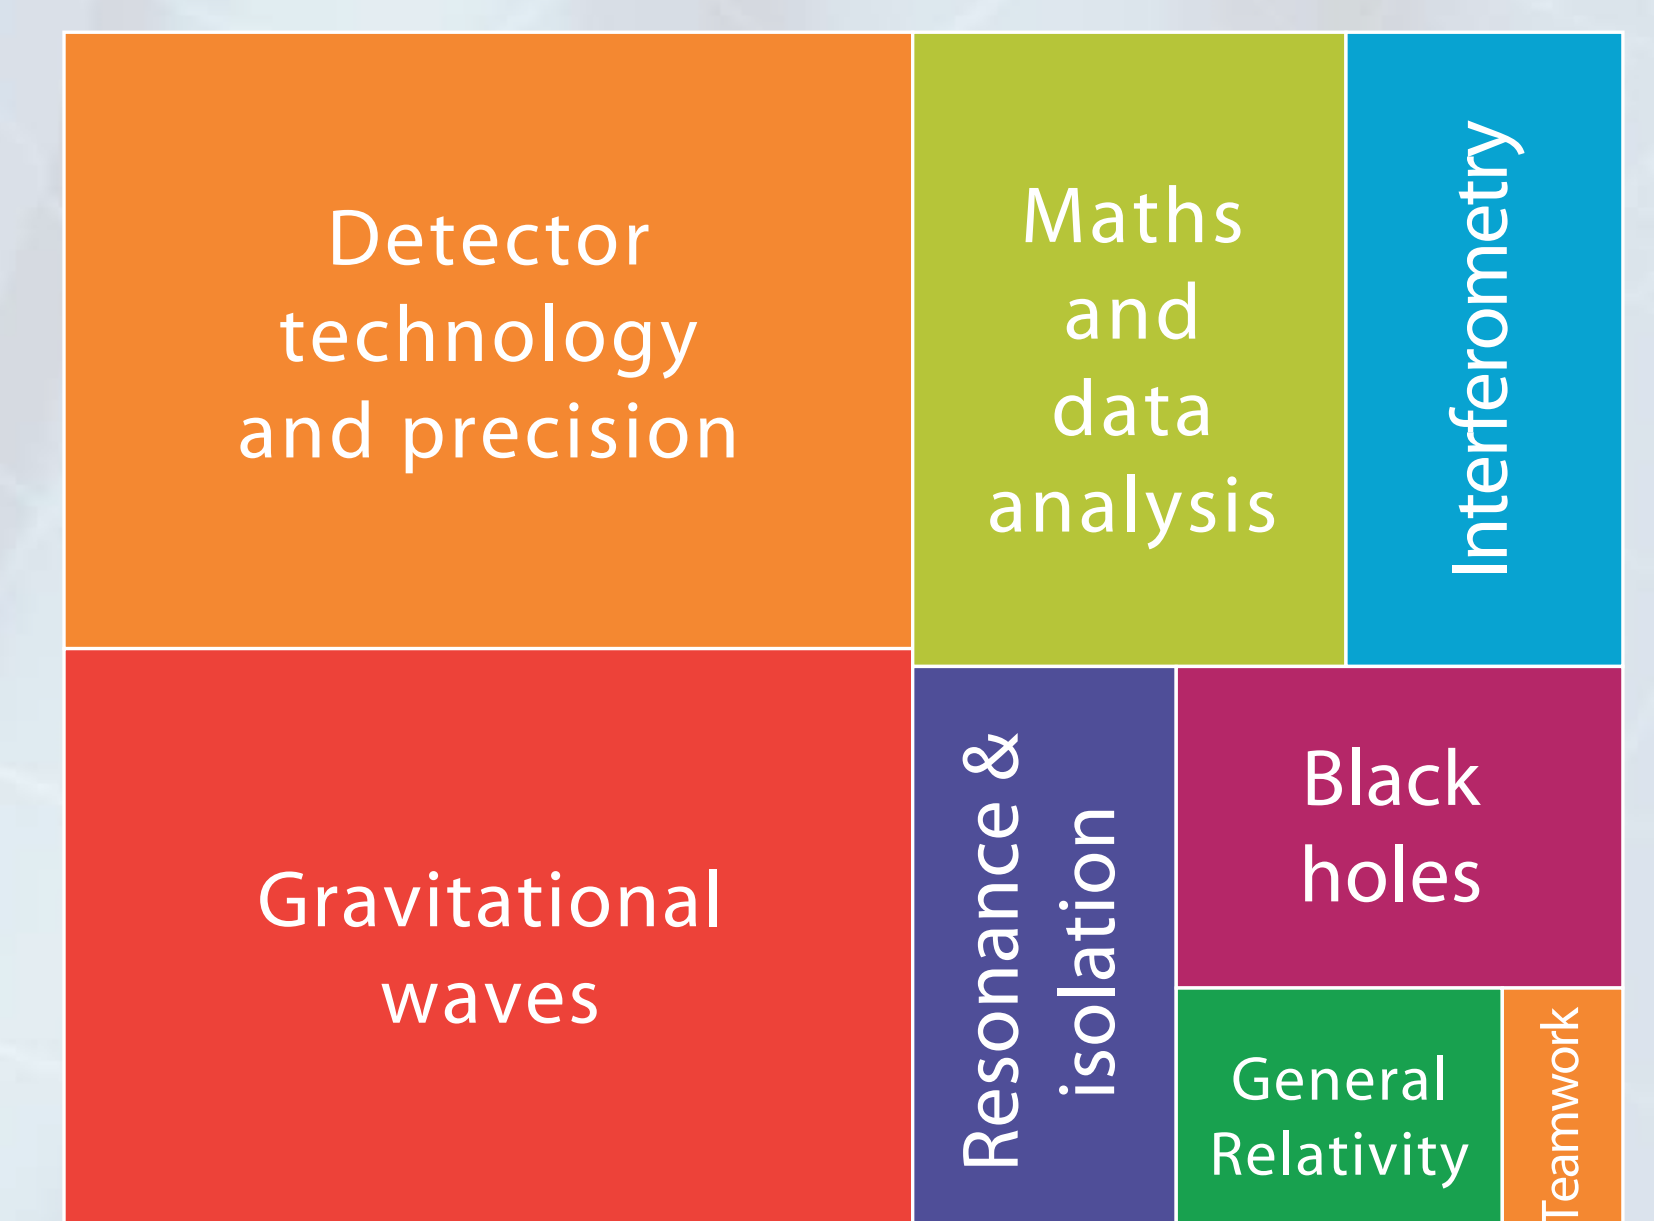 Detector
technology
and precision
Maths
and
data
analysis
Interferometry
Gravitational
waves
Resonance &
isolation
Black
holes
General
Relativity
Teamwork